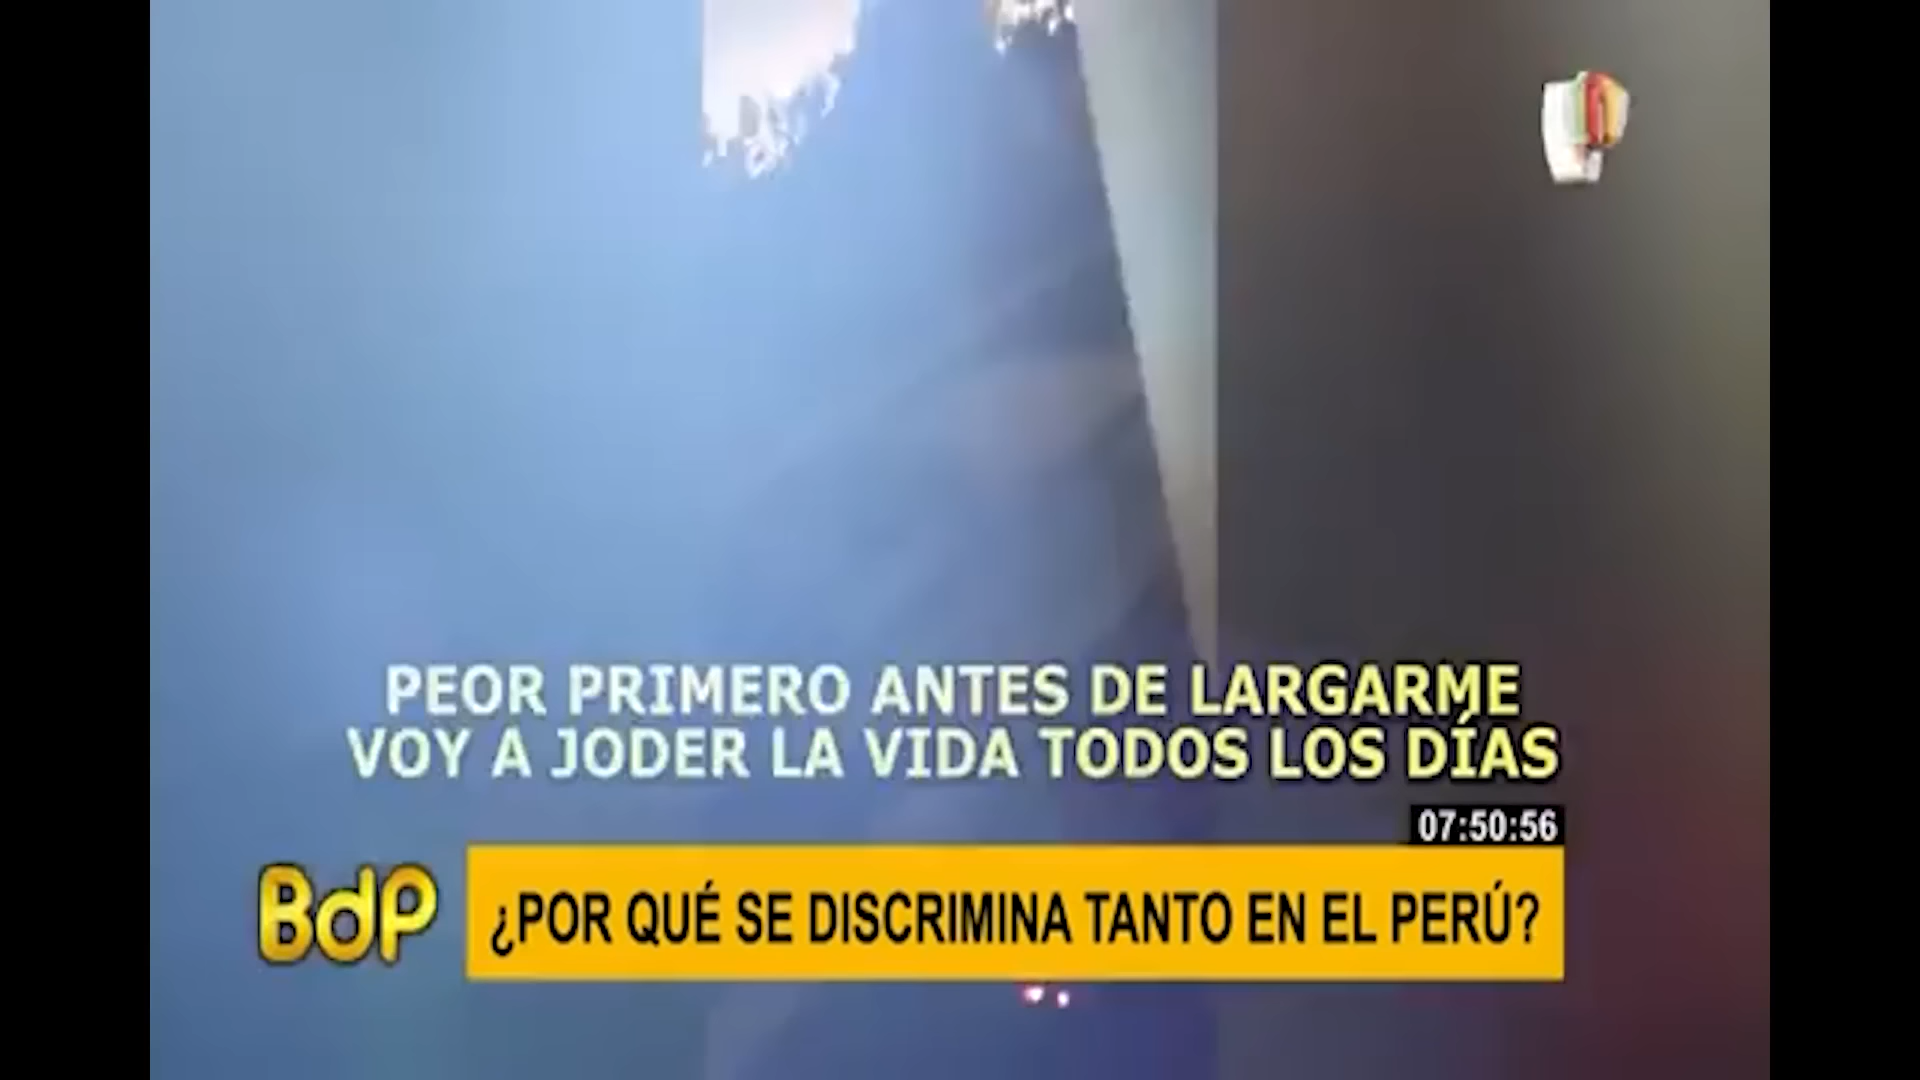 PEOR PRIMERO ANTES DE LARGARME
VOY A JODER LA VIDA TODOS LOS DÍAS
07:50:56
BdP
¿POR QUÉ SE DISCRIMINA TANTO EN EL PERÚ?